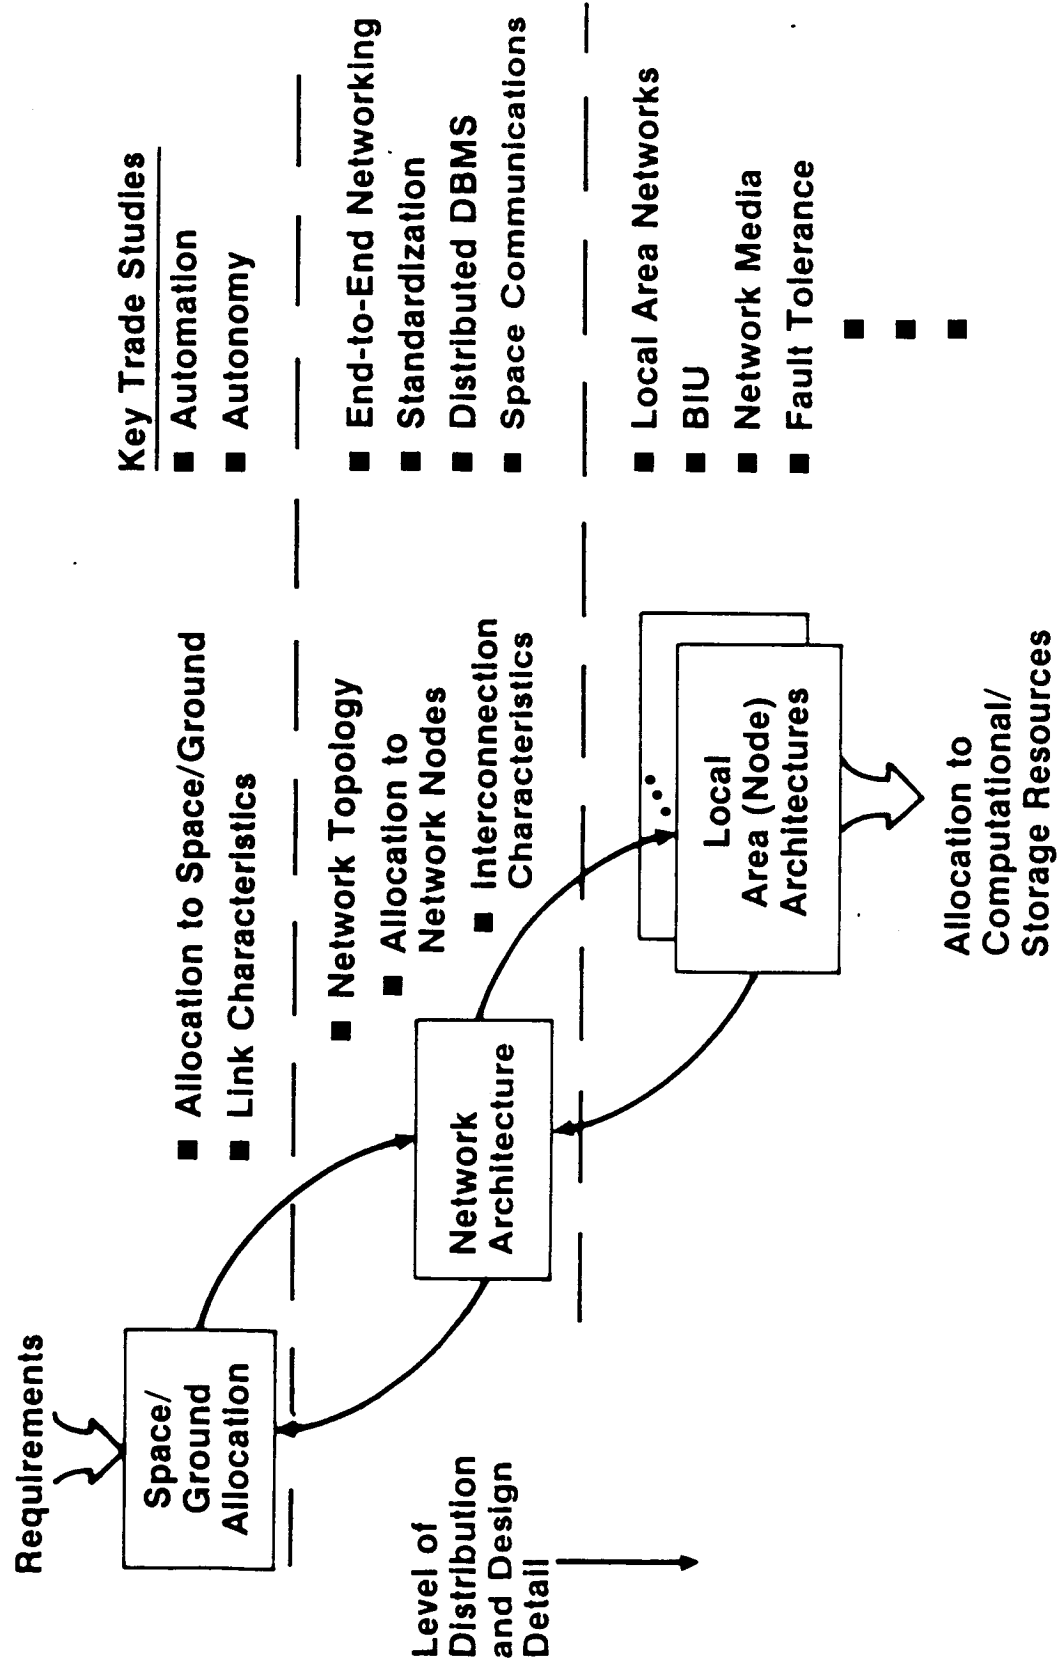 Requirements
Space/
Ground
Allocation
■ Allocation to Space/Ground
■ Link Characteristics
Key Trade Studies
■ Automation
■ Autonomy
Level of
Distribution
and Design
Detail
Network
Architecture
■ Network Topology
■ Allocation to
Network Nodes
■ Interconnection
Characteristics
■ End-to-End Networking
■ Standardization
■ Distributed DBMS
■ Space Communications
Local
Area (Node)
Architectures
■ Local Area Networks
■ BIU
■ Network Media
■ Fault Tolerance
Allocation to
Computational/
Storage Resources